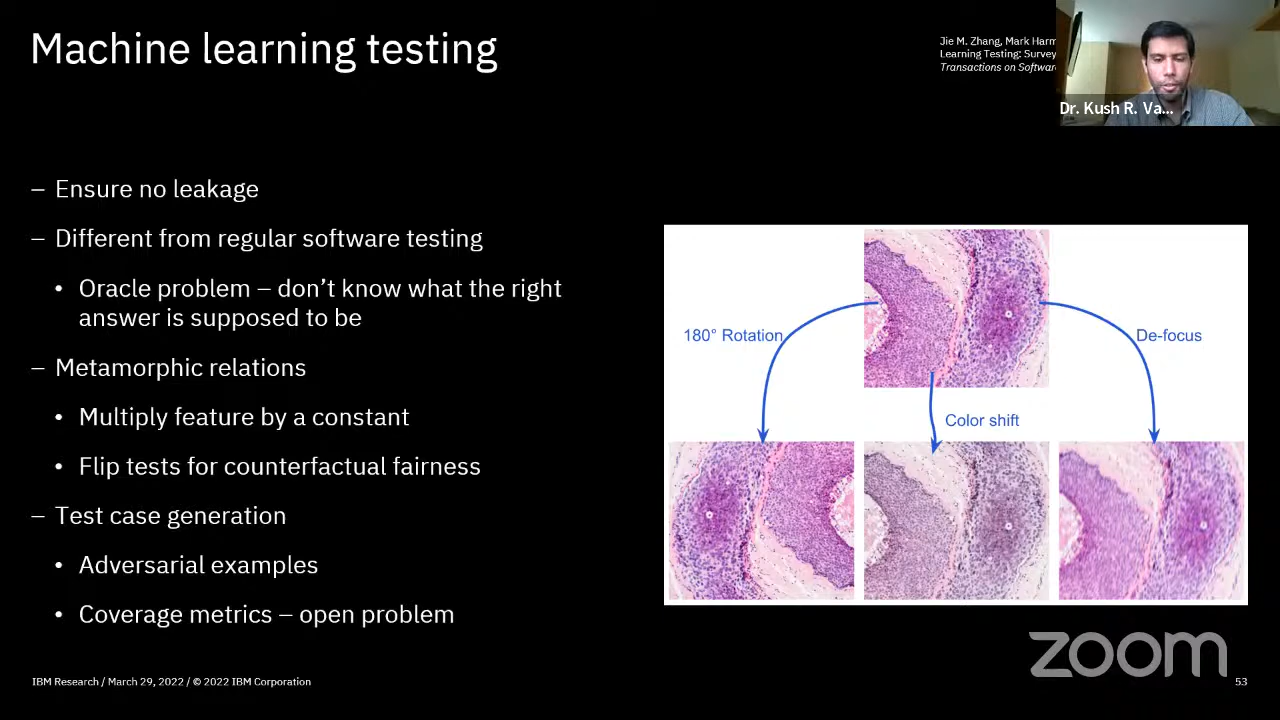 Machine learning testing
Jie M. Zhang, Mark Harm
Learning Testing: Survey
Transactions on Softwar
Dr. Kush R. Va...
– Ensure no leakage
– Different from regular software testing
• Oracle problem – don’t know what the right
answer is supposed to be
– Metamorphic relations
• Multiply feature by a constant
• Flip tests for counterfactual fairness
– Test case generation
• Adversarial examples
• Coverage metrics – open problem
180° Rotation
De-focus
Color shift
zoom
IBM Research / March 29, 2022 / © 2022 IBM Corporation
53